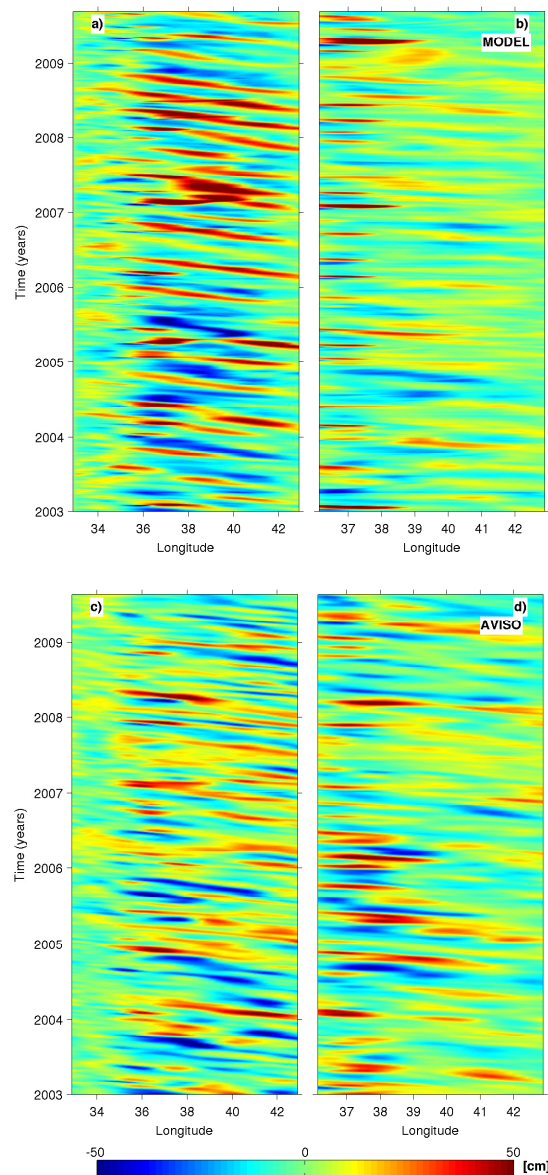 a)
b)
MODEL
2009
2008
2007
2006
2005
2004
2003
Time (years)
34 36 38 40 42
37 38 39 40 41 42
Longitude
Longitude
c)
d)
AVISO
2009
2008
2007
2006
2005
2004
2003
Time (years)
34 36 38 40 42
37 38 39 40 41 42
Longitude
Longitude
-50 0 50
[cm]